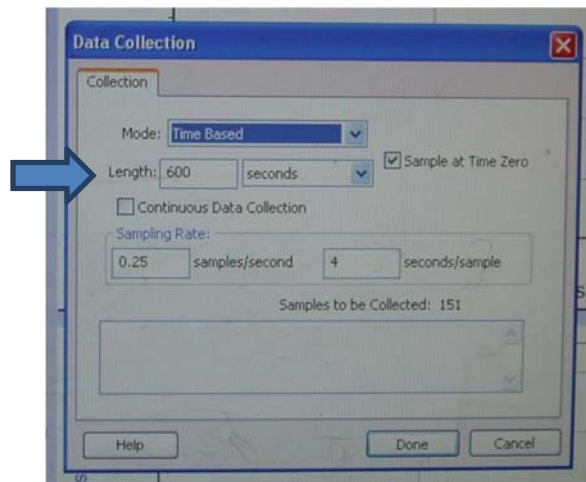 Data Collection
Collection
Mode: Time Based
Length: 600 seconds
Sample at Time Zero
Continuous Data Collection
Sampling Rate:
0.25 samples/second 4 seconds/sample
Samples to be Collected: 151
Help Done Cancel